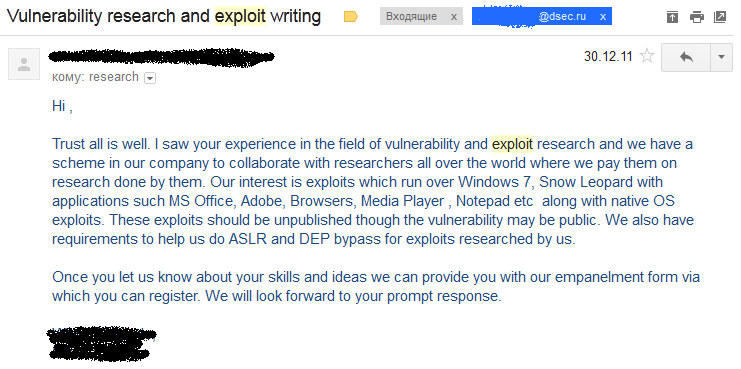 Vulnerability research and exploit writing
Входящие x
@dsec.ru x
30.12.11
кому: research
Hi ,
Trust all is well. I saw your experience in the field of vulnerability and exploit research and we have a
scheme in our company to collaborate with researchers all over the world where we pay them on
research done by them. Our interest is exploits which run over Windows 7, Snow Leopard with
applications such MS Office, Adobe, Browsers, Media Player , Notepad etc  along with native OS
exploits. These exploits should be unpublished though the vulnerability may be public. We also have
requirements to help us do ASLR and DEP bypass for exploits researched by us.
Once you let us know about your skills and ideas we can provide you with our empanelment form via
which you can register. We will look forward to your prompt response.